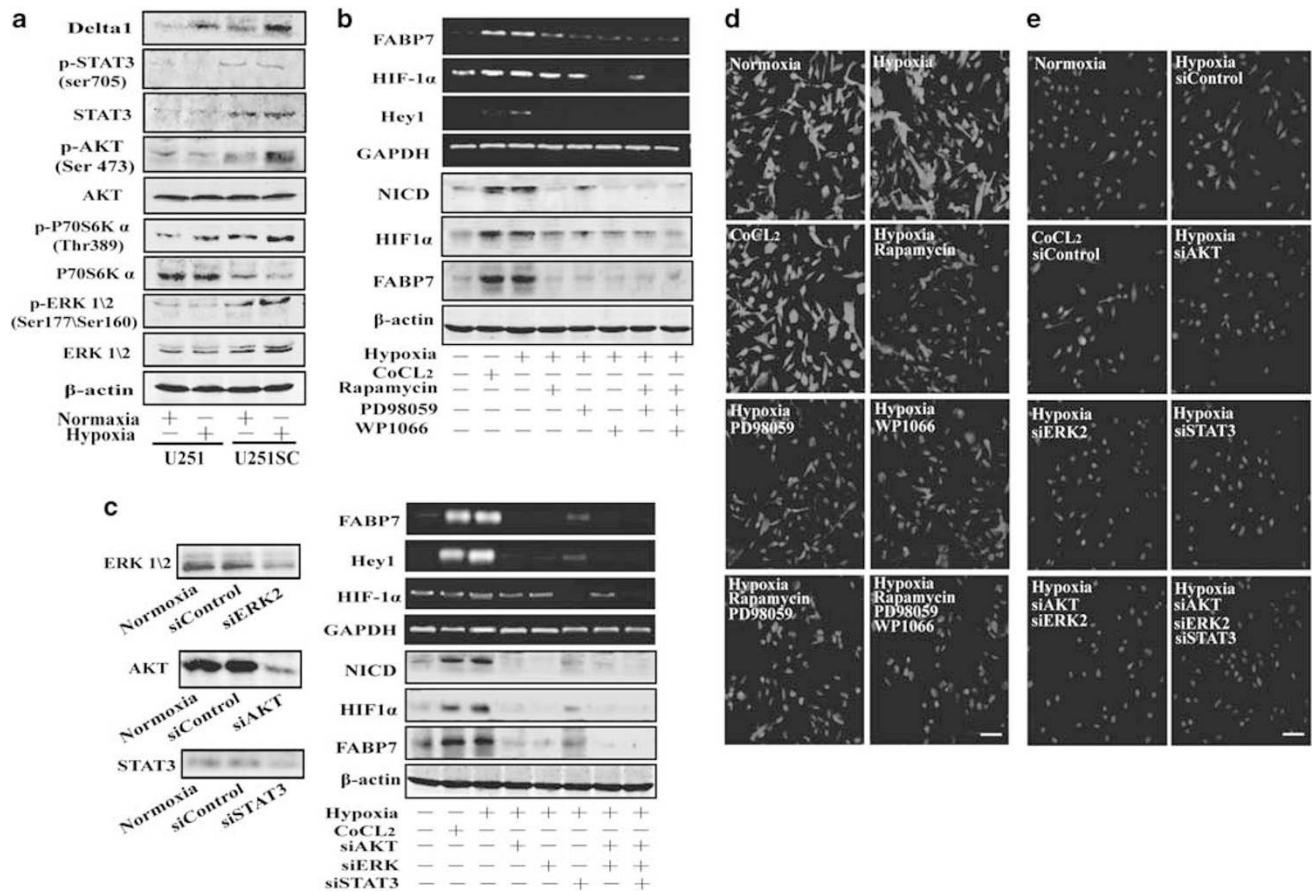 a
Delta1
p-STAT3
(ser705)
STAT3
p-AKT
(Ser 473)
AKT
p-P70S6K α
(Thr389)
P70S6K α
p-ERK 1\2
(Ser177\Ser160)
ERK 1\2
β-actin
Normaxia + − + −
Hypoxia − + − +
U251 U251SC
b
FABP7
HIF-1α
Hey1
GAPDH
NICD
HIF1α
FABP7
β-actin
Hypoxia − − + + + + + +
CoCL2 − + − − − − − −
Rapamycin − − − + − − + +
PD98059 − − − − + − + +
WP1066 − − − − − + − +
c
ERK 1\2
Normoxia siControl siERK2
AKT
Normoxia siControl siAKT
STAT3
Normoxia siControl siSTAT3
FABP7
Hey1
HIF-1α
GAPDH
NICD
HIF1α
FABP7
β-actin
Hypoxia − − + + + + + +
CoCL2 − + − − − − − −
siAKT − − − + − − + +
siERK − − − − + − + +
siSTAT3 − − − − − + − +
d
Normoxia
Hypoxia
CoCL2
Hypoxia
Rapamycin
Hypoxia
PD98059
Hypoxia
WP1066
Hypoxia
Rapamycin
PD98059
Hypoxia
Rapamycin
PD98059
WP1066
e
Normoxia
Hypoxia
siControl
CoCL2
siControl
Hypoxia
siAKT
Hypoxia
siERK2
Hypoxia
siSTAT3
Hypoxia
siAKT
siERK2
Hypoxia
siAKT
siERK2
siSTAT3